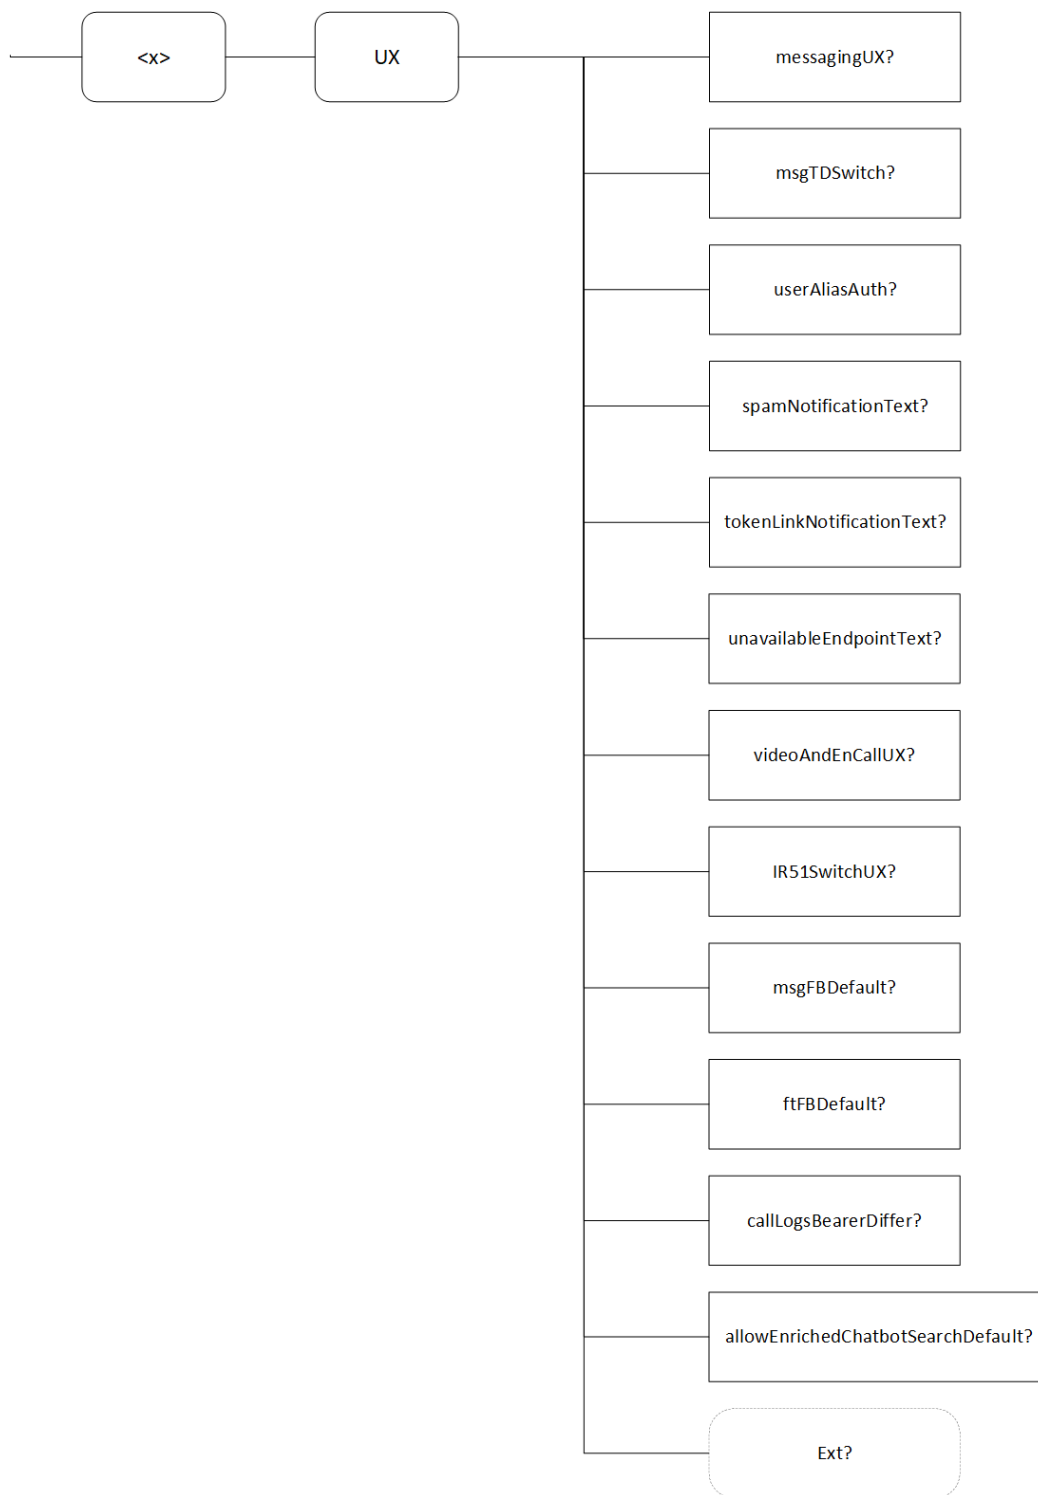 <x>
UX
messagingUX?
msgTDSwitch?
userAliasAuth?
spamNotificationText?
tokenLinkNotificationText?
unavailableEndpointText?
videoAndEnCallUX?
IR51SwitchUX?
msgFBDefault?
ftFBDefault?
callLogsBearerDiffer?
allowEnrichedChatbotSearchDefault?
Ext?